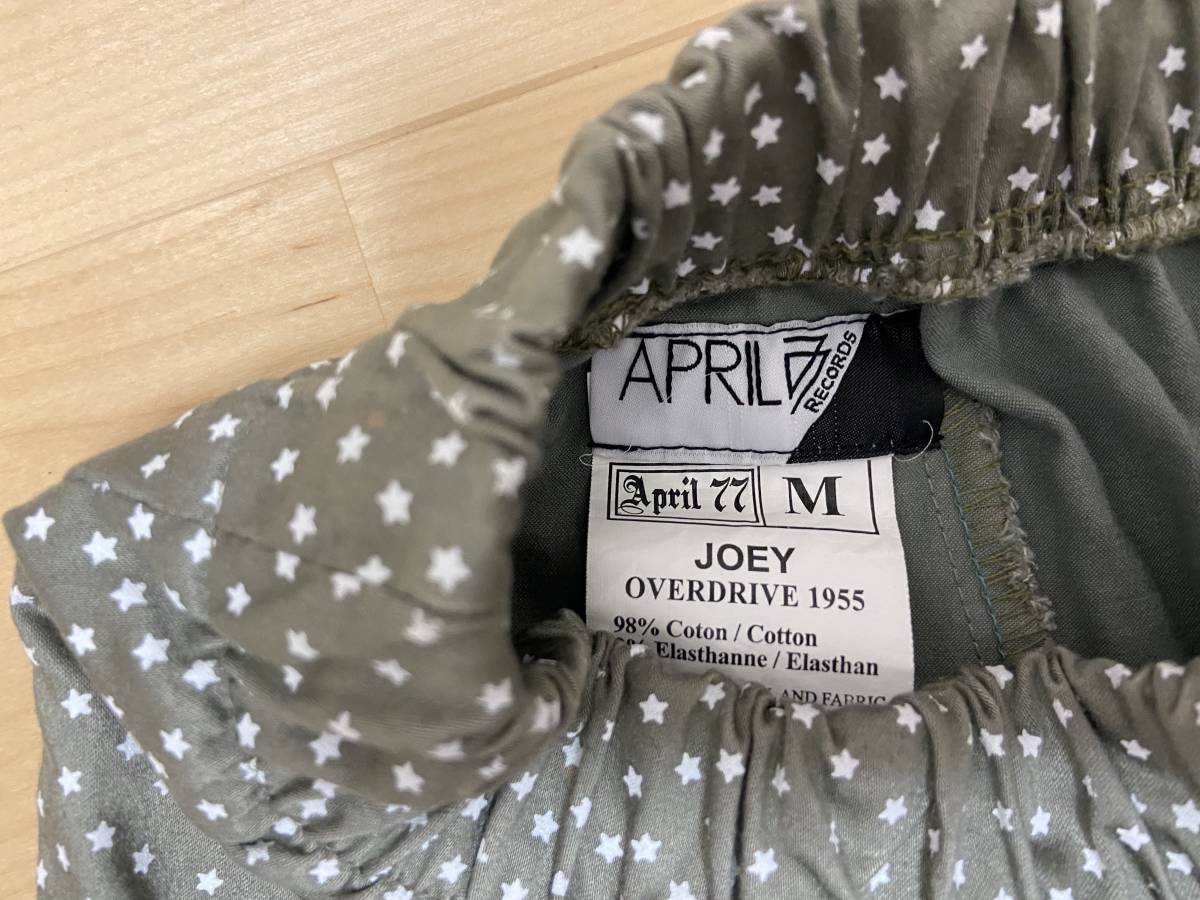 APRIL77
RECORDS
April 77 M
JOEY
OVERDRIVE 1955
98% Coton / Cotton
Elasthanne / Elasthan
AND FABRIC